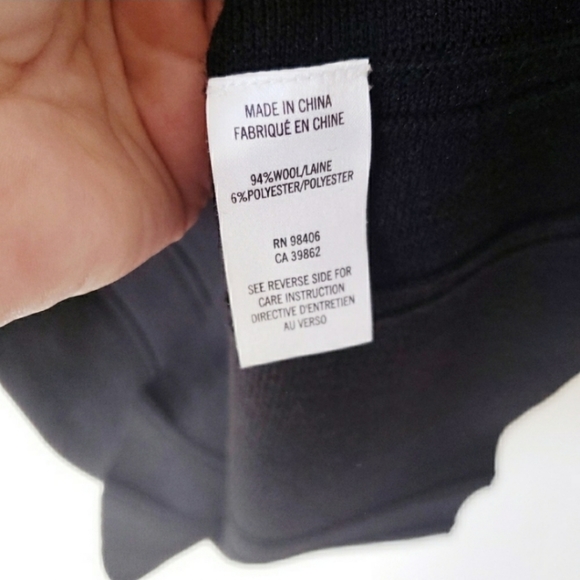 MADE IN CHINA
FABRIQUÉ EN CHINE
94%WOOL/LAINE
6%POLYESTER/POLYESTER
RN 98406
CA 39862
SEE REVERSE SIDE FOR
CARE INSTRUCTION
DIRECTIVE D'ENTRETIEN
AU VERSO